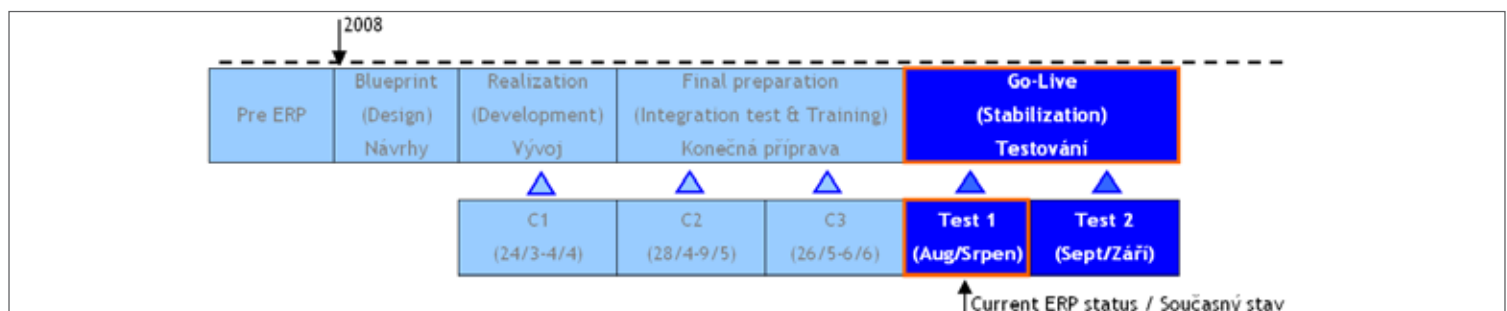 2008
Pre ERP
Blueprint
(Design)
Návrhy
Realization
(Development)
Vývoj
Final preparation
(Integration test & Training)
Konečná příprava
Go-Live
(Stabilization)
Testování
C1
(24/3-4/4)
C2
(28/4-9/5)
C3
(26/5-6/6)
Test 1
(Aug/Srpen)
Test 2
(Sept/Září)
Current ERP status / Současný stav